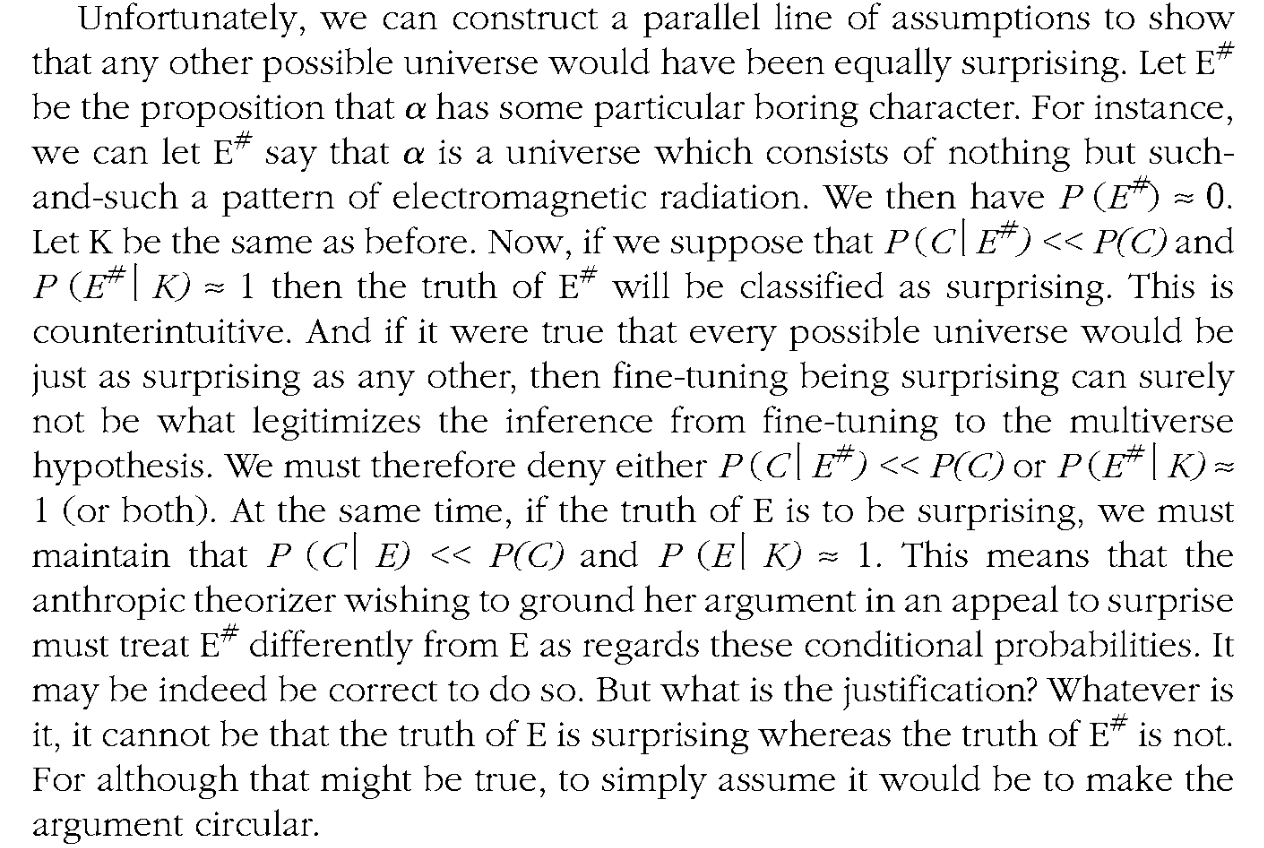 Unfortunately, we can construct a parallel line of assumptions to show
that any other possible universe would have been equally surprising. Let E#
be the proposition that α has some particular boring character. For instance,
we can let E# say that α is a universe which consists of nothing but such-
and-such a pattern of electromagnetic radiation. We then have P (E#) ≈ 0.
Let K be the same as before. Now, if we suppose that P(C| E#) << P(C) and
P (E#| K) ≈ 1 then the truth of E# will be classified as surprising. This is
counterintuitive. And if it were true that every possible universe would be
just as surprising as any other, then fine-tuning being surprising can surely
not be what legitimizes the inference from fine-tuning to the multiverse
hypothesis. We must therefore deny either P(C| E#) << P(C) or P(E#| K) ≈
1 (or both). At the same time, if the truth of E is to be surprising, we must
maintain that P (C| E) << P(C) and P (E| K) ≈ 1. This means that the
anthropic theorizer wishing to ground her argument in an appeal to surprise
must treat E# differently from E as regards these conditional probabilities. It
may be indeed be correct to do so. But what is the justification? Whatever is
it, it cannot be that the truth of E is surprising whereas the truth of E# is not.
For although that might be true, to simply assume it would be to make the
argument circular.